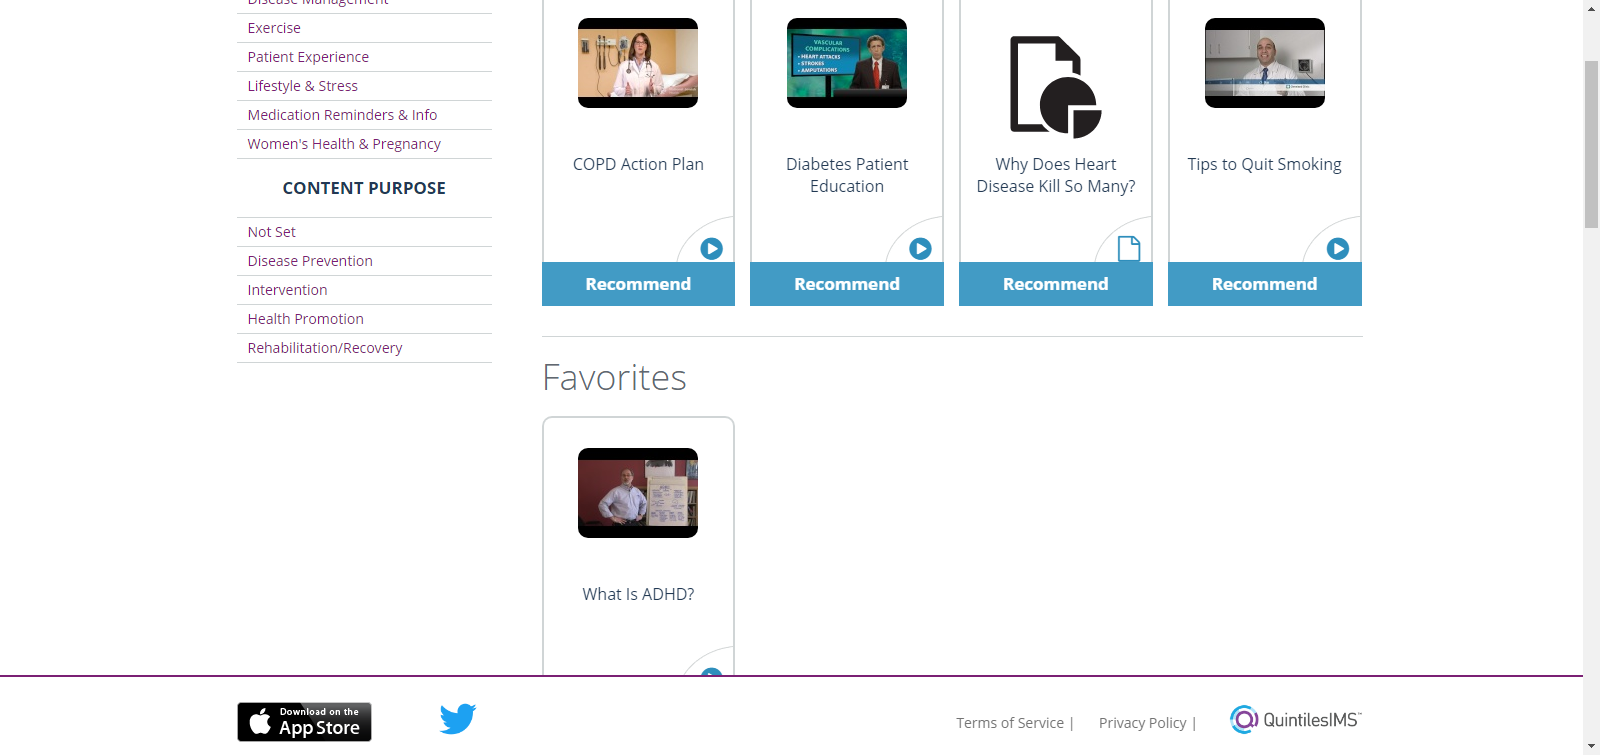 Disease Management
Exercise
Patient Experience
Lifestyle & Stress
Medication Reminders & Info
Women's Health & Pregnancy
CONTENT PURPOSE
Not Set
Disease Prevention
Intervention
Health Promotion
Rehabilitation/Recovery
COPD Action Plan
Recommend
VASCULAR
COMPLICATIONS
• HEART ATTACKS
• STROKES
• AMPUTATIONS
Diabetes Patient
Education
Recommend
Why Does Heart
Disease Kill So Many?
Recommend
Tips to Quit Smoking
Recommend
Favorites
What Is ADHD?
Download on the
App Store
Terms of Service |
Privacy Policy |
QuintilesIMS™